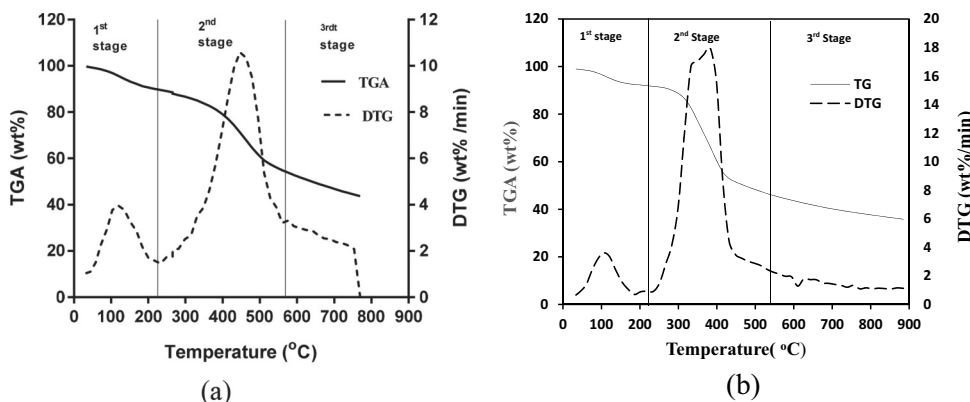 1st stage
2nd stage
3rdt stage
TGA
DTG
120
100
80
60
40
20
0
TGA (wt%)
12
10
8
6
4
2
0
DTG (wt% /min)
0 100 200 300 400 500 600 700 800 900
Temperature (°C)
(a)
1st stage
2nd Stage
3rd Stage
TG
DTG
120
100
80
60
40
20
0
TGA (wt%)
20
18
16
14
12
10
8
6
4
2
0
DTG (wt%/min)
0 100 200 300 400 500 600 700 800 900
Temperature( °C)
(b)